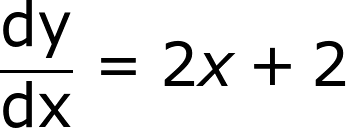 dy/dx = 2x + 2